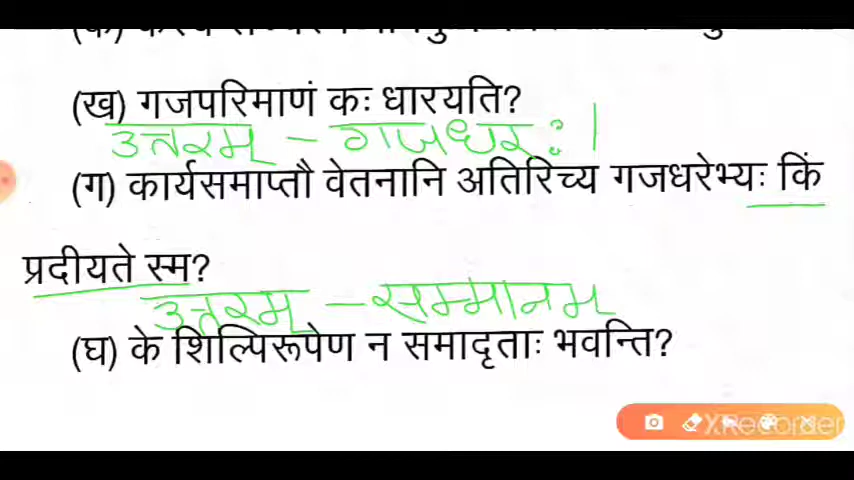 (ख) गजपरिमाणं कः धारयति?
उत्तरम् - गजधरः ।
(ग) कार्यसमाप्तौ वेतनानि अतिरिच्य गजधरेभ्यः किं
प्रदीयते स्म?
उत्तरम् - सम्मानम्
(घ) के शिल्पिरूपेण न समादृताः भवन्ति?
XRecorder